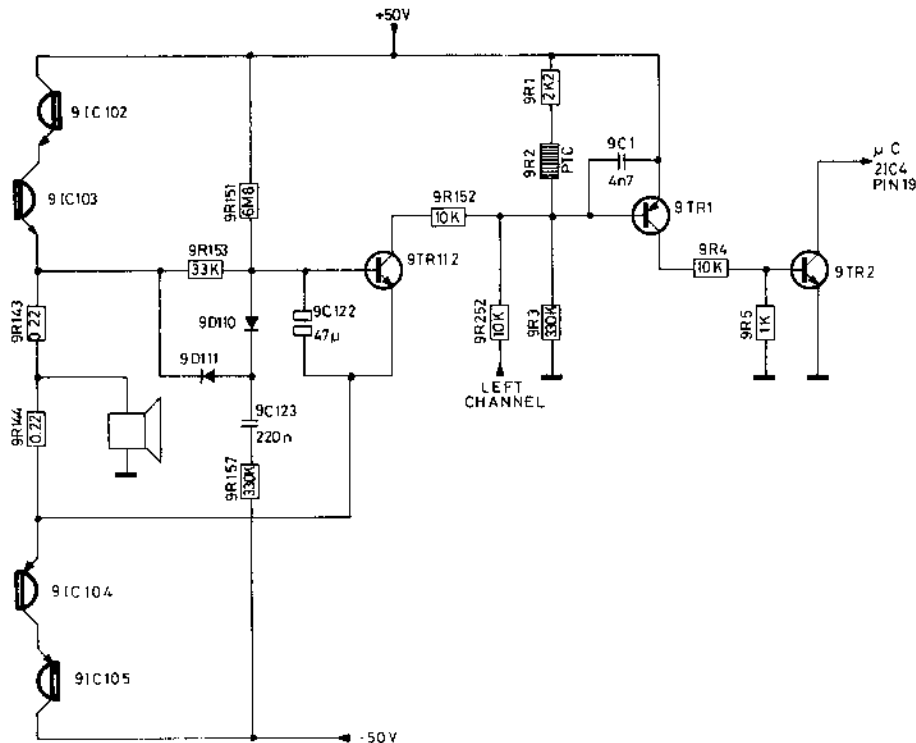 +50V
9IC102
9R1
2K2
9R2
PTC
9C1
4n7
μC
2IC4
PIN19
9IC103
9R151
6M8
9R152
10K
9TR1
9R153
33K
9TR112
9R4
10K
9TR2
9R143
0.22
9D110
9C122
47μ
9R252
10K
9R3
330K
9R5
1K
9D111
LEFT
CHANNEL
9R144
0.22
9C123
220n
9R157
330K
9IC104
9IC105
-50V